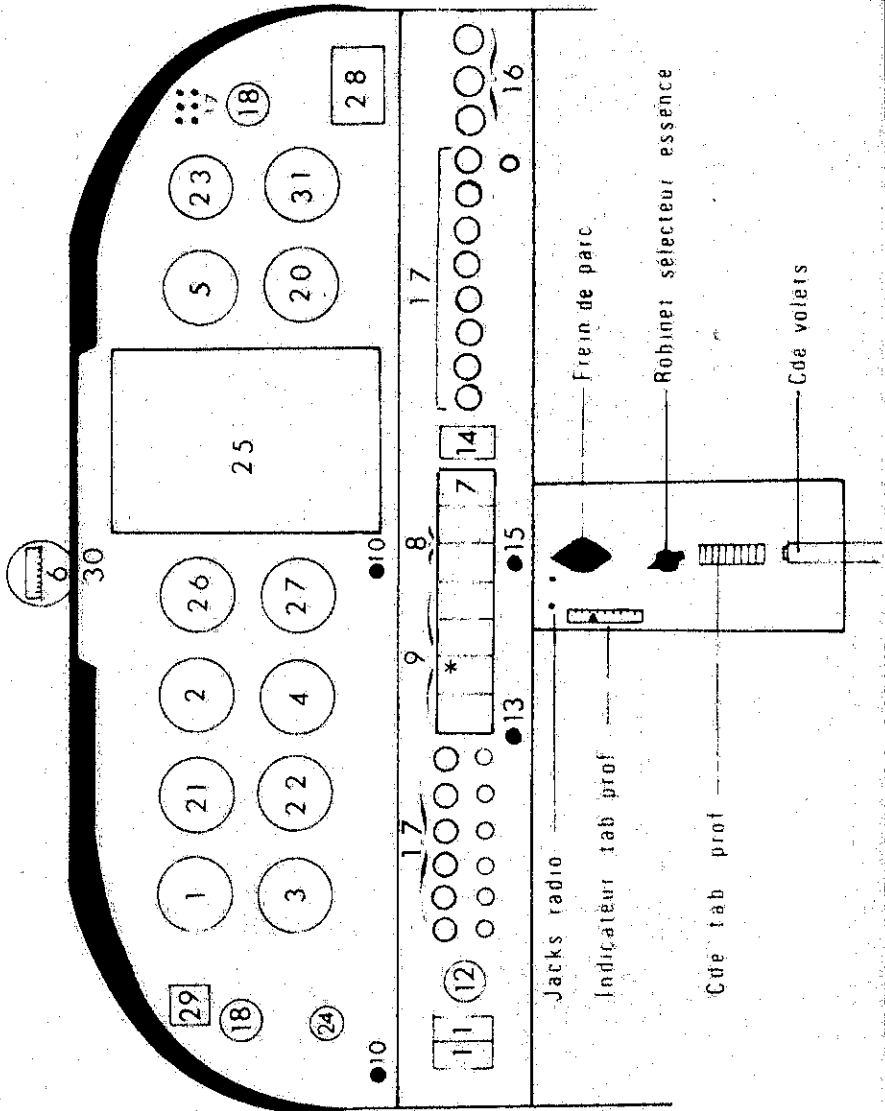 6
30
29 1 21 2 26 5 23 17
18 25 18
3 22 4 27 20 31
24 28
10 10
17 9 8 17
11 12 * 7 14
13 15 16
Jacks radio
Frein de parc
Indicateur tab prof
Robinet sélecteur essence
Cde tab prof
Cde volets